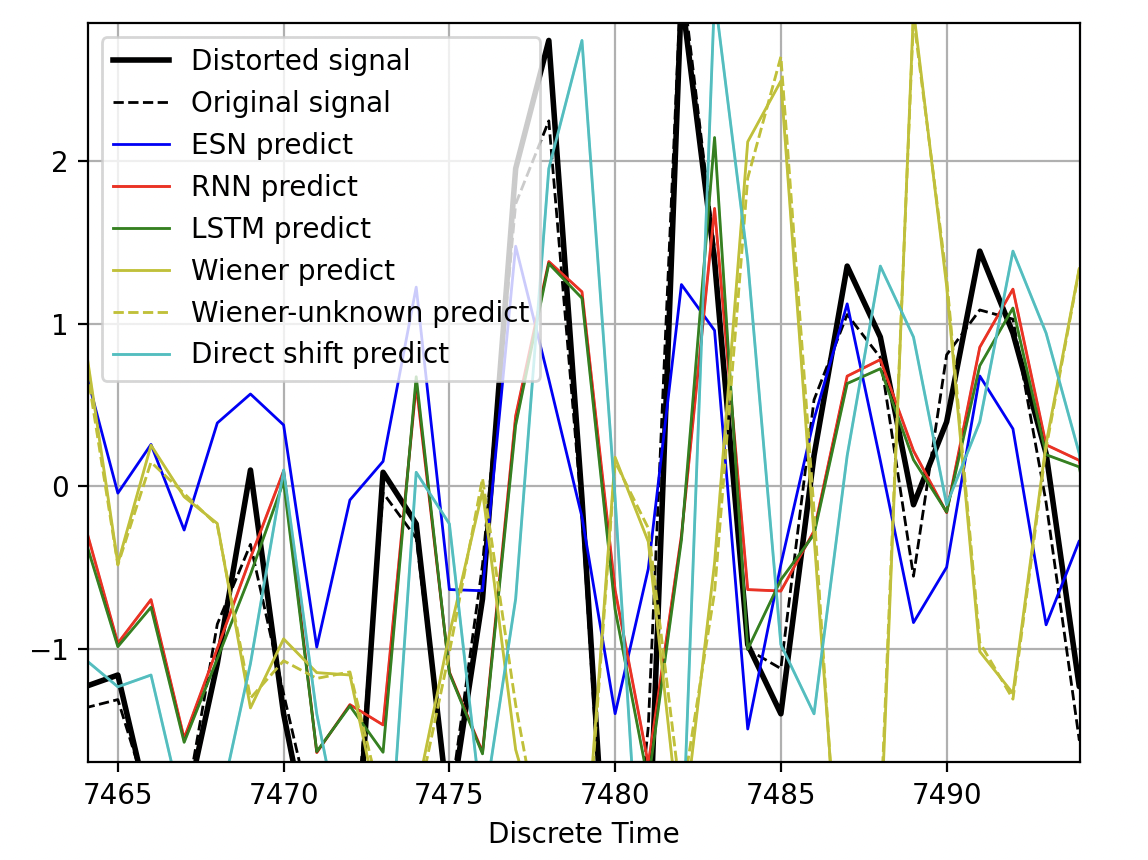 Distorted signal
Original signal
ESN predict
RNN predict
LSTM predict
Wiener predict
Wiener-unknown predict
Direct shift predict
2
1
0
−1
7465 7470 7475 7480 7485 7490
Discrete Time